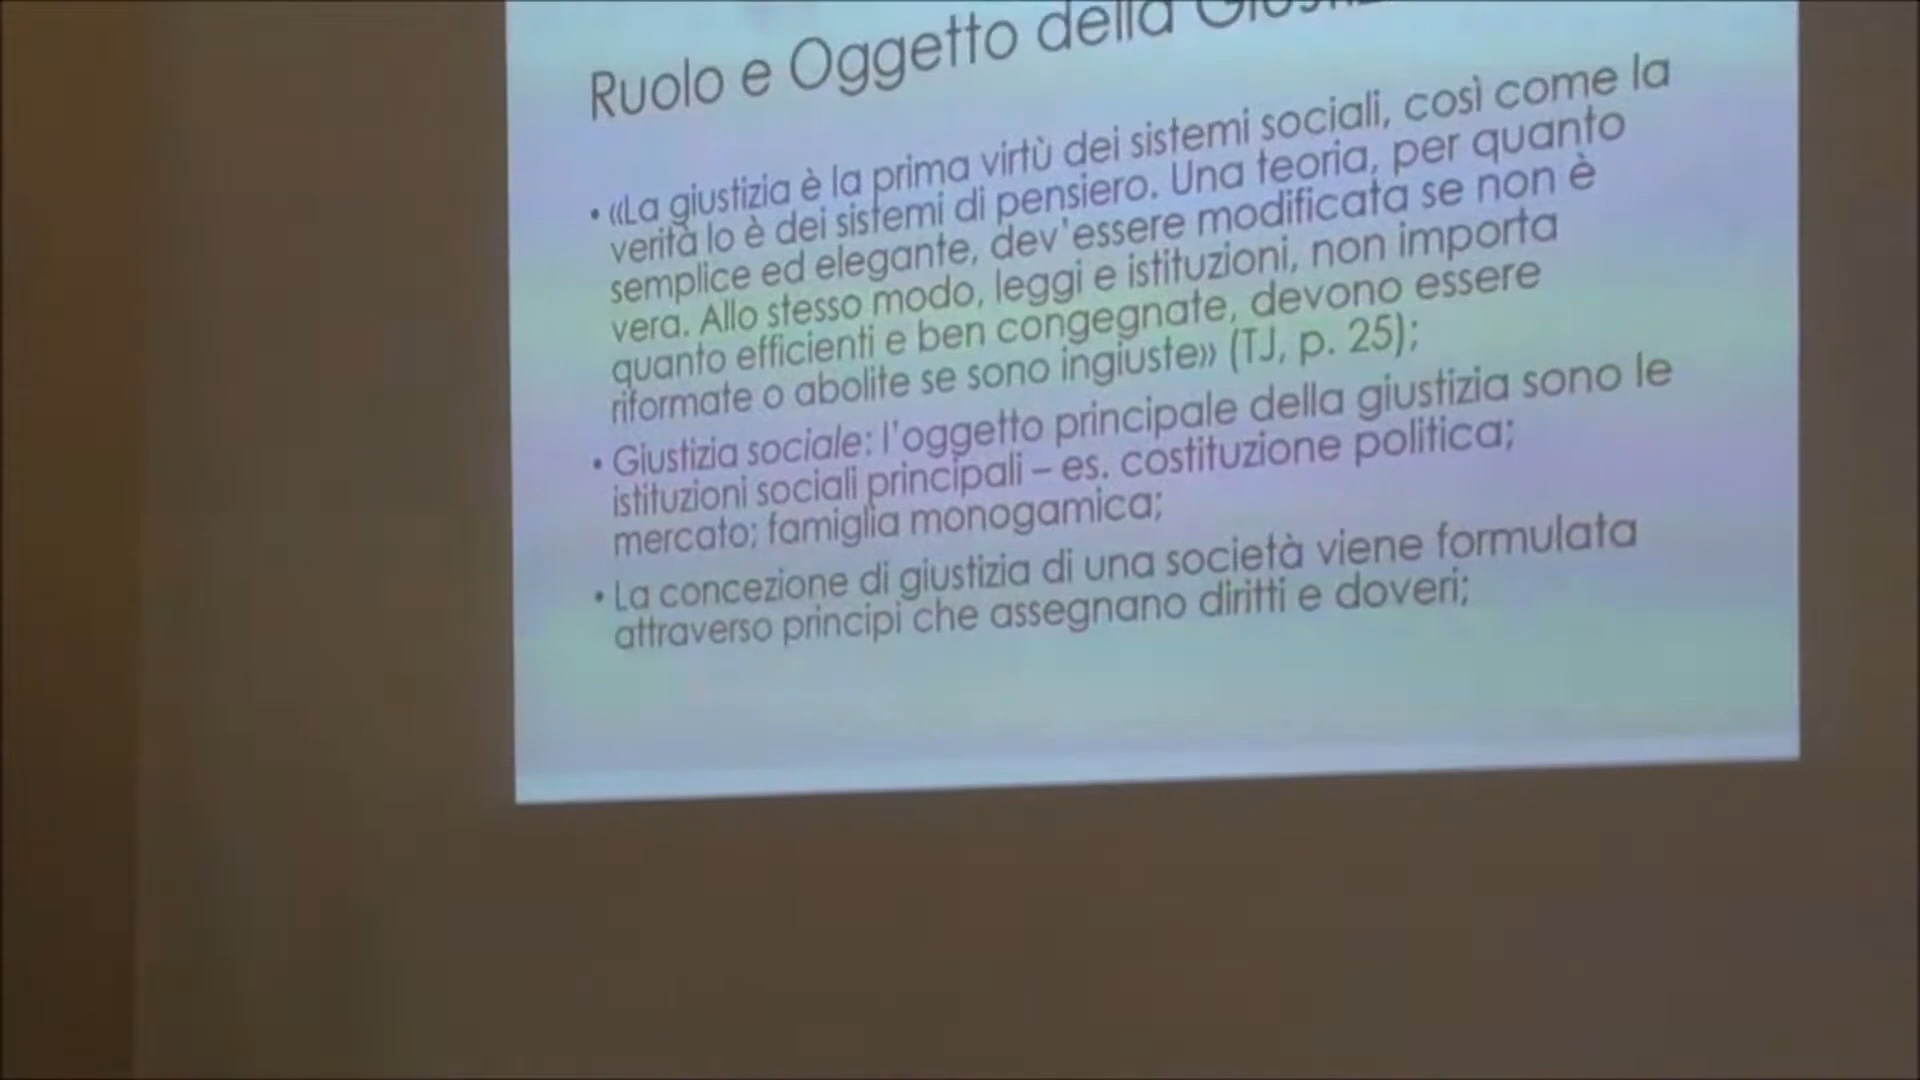 Ruolo e Oggetto della
• «La giustizia è la prima virtù dei sistemi sociali, così come la
verità lo è dei sistemi di pensiero. Una teoria, per quanto
semplice ed elegante, dev'essere modificata se non è
vera. Allo stesso modo, leggi e istituzioni, non importa
quanto efficienti e ben congegnate, devono essere
riformate o abolite se sono ingiuste» (TJ, p. 25);
• Giustizia sociale: l'oggetto principale della giustizia sono le
istituzioni sociali principali – es. costituzione politica;
mercato; famiglia monogamica;
• La concezione di giustizia di una società viene formulata
attraverso principi che assegnano diritti e doveri;